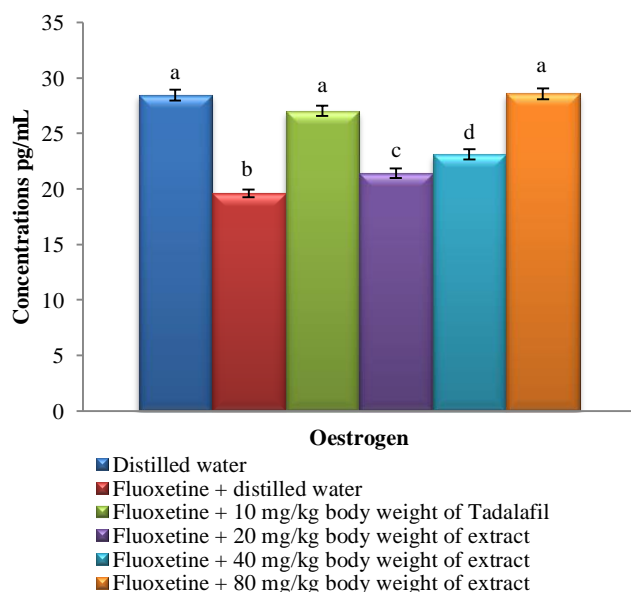 Concentrations pg/mL
35
30
25
20
15
10
5
0
a
b
a
c
d
a
Oestrogen
Distilled water
Fluoxetine + distilled water
Fluoxetine + 10 mg/kg body weight of Tadalafil
Fluoxetine + 20 mg/kg body weight of extract
Fluoxetine + 40 mg/kg body weight of extract
Fluoxetine + 80 mg/kg body weight of extract